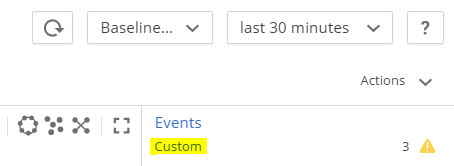 Baseline... last 30 minutes ?
Actions
Events
Custom 3